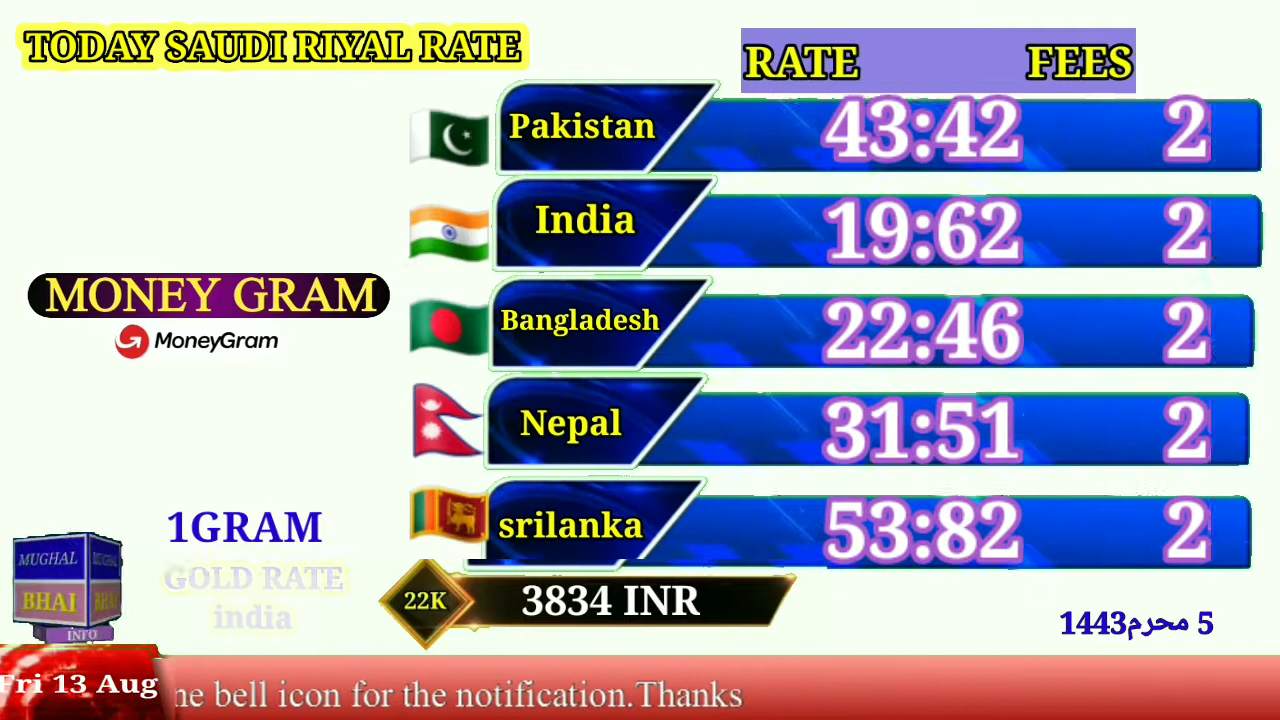 TODAY SAUDI RIYAL RATE
RATE FEES
Pakistan 43:42 2
India 19:62 2
MONEY GRAM
MoneyGram
Bangladesh 22:46 2
Nepal 31:51 2
srilanka 53:82 2
1GRAM
GOLD RATE
india
22K 3834 INR
MUGHAL
BHAI
INFO
5 محرم1443
Fri 13 Aug
he bell icon for the notification.Thanks